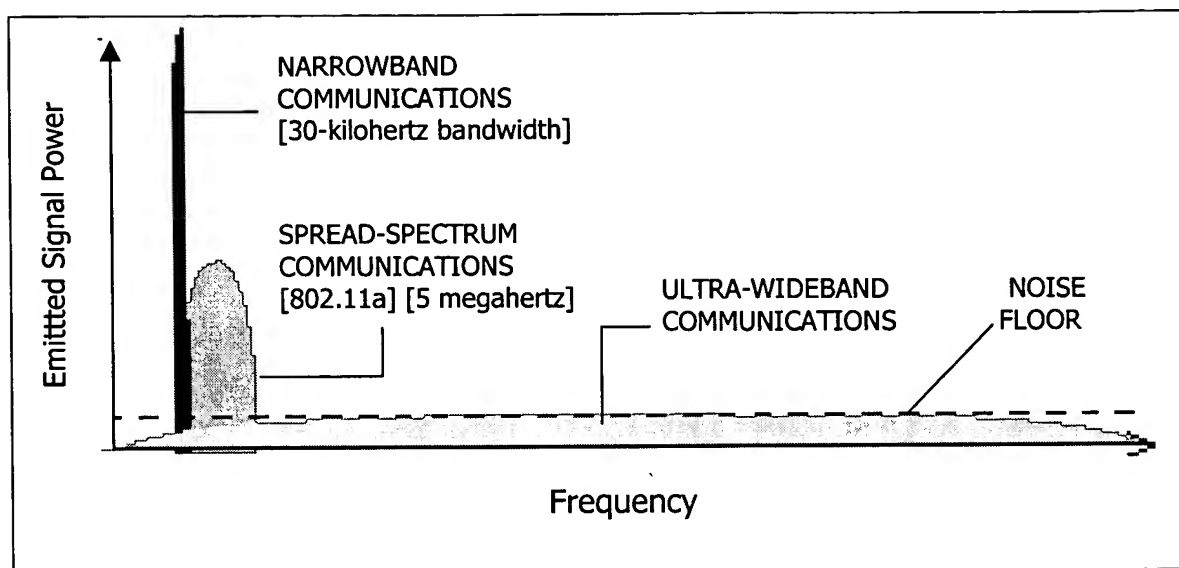 Emittted Signal Power
NARROWBAND
COMMUNICATIONS
[30-kilohertz bandwidth]
SPREAD-SPECTRUM
COMMUNICATIONS
[802.11a] [5 megahertz]
ULTRA-WIDEBAND
COMMUNICATIONS
NOISE
FLOOR
Frequency